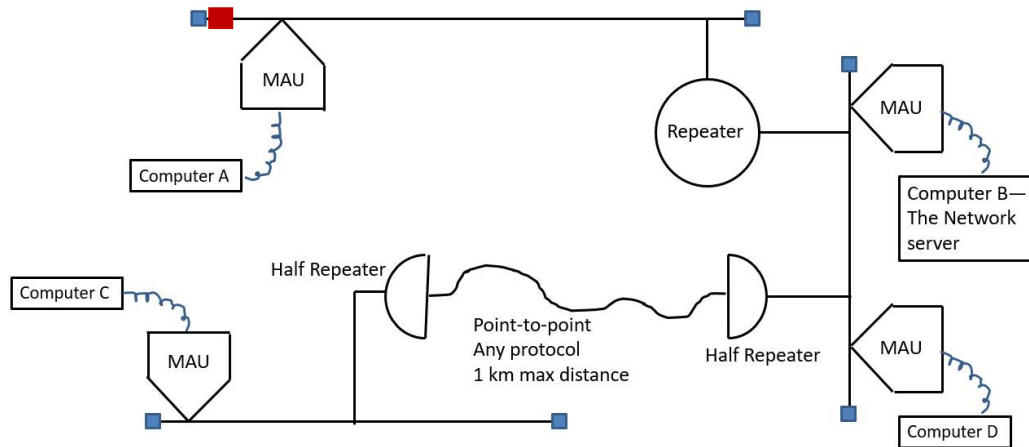 MAU
MAU
Repeater
Computer A
Computer B—
The Network
server
Half Repeater
Computer C
Point-to-point
Any protocol
1 km max distance
Half Repeater
MAU
MAU
Computer D